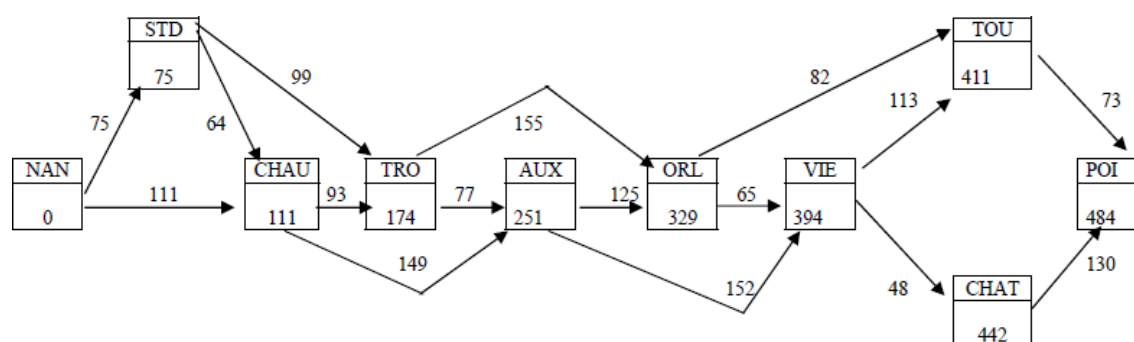 STD
75
TOU
411
99
82
75
64
155
113
73
NAN
0
111
CHAU
111
93
TRO
174
77
AUX
251
125
ORL
329
65
VIE
394
POI
484
149
152
48
CHAT
442
130